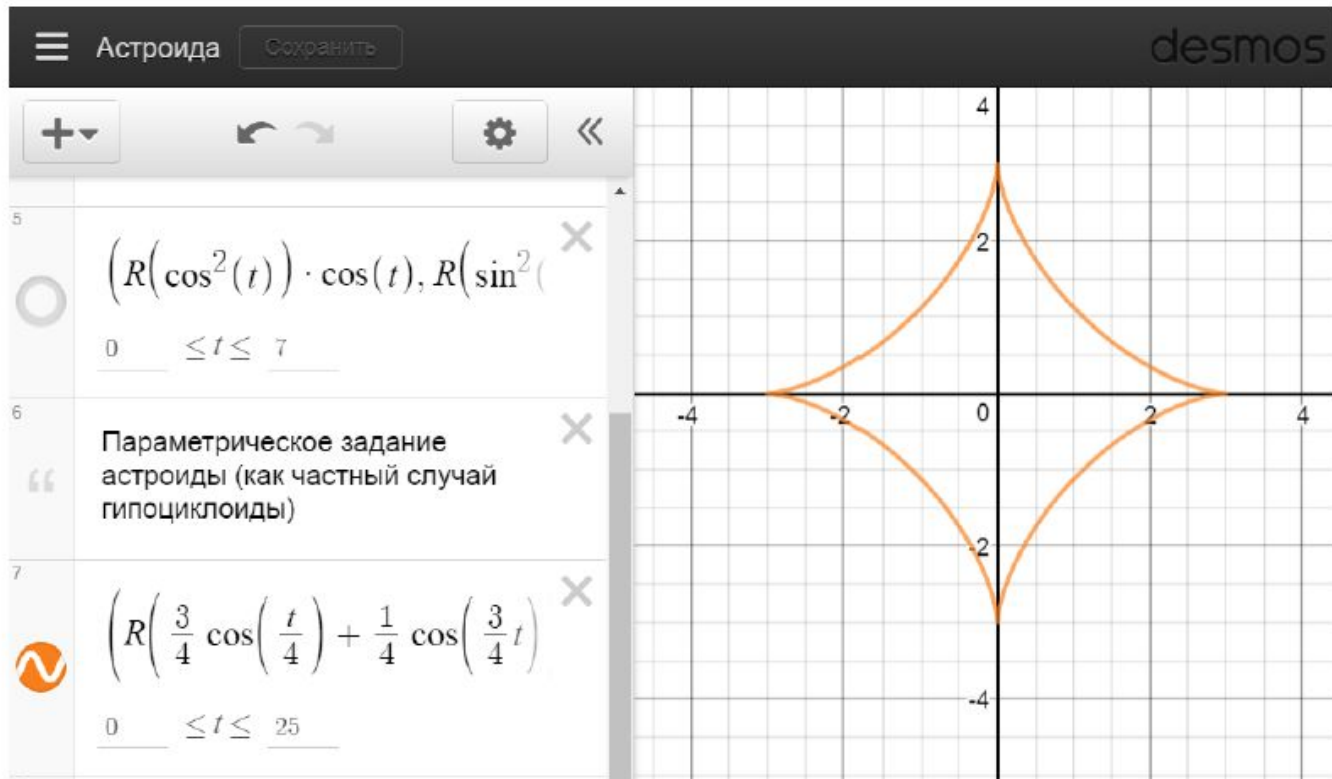 Астроида Сохранить desmos
5
(R(cos²(t))·cos(t), R(sin²(
0 ≤ t ≤ 7
6
Параметрическое задание
астроиды (как частный случай
гипоциклоиды)
7
(R(3/4 cos(t/4) + 1/4 cos(3/4 t)
0 ≤ t ≤ 25
4
2
-4 -2 0 2 4
-2
-4